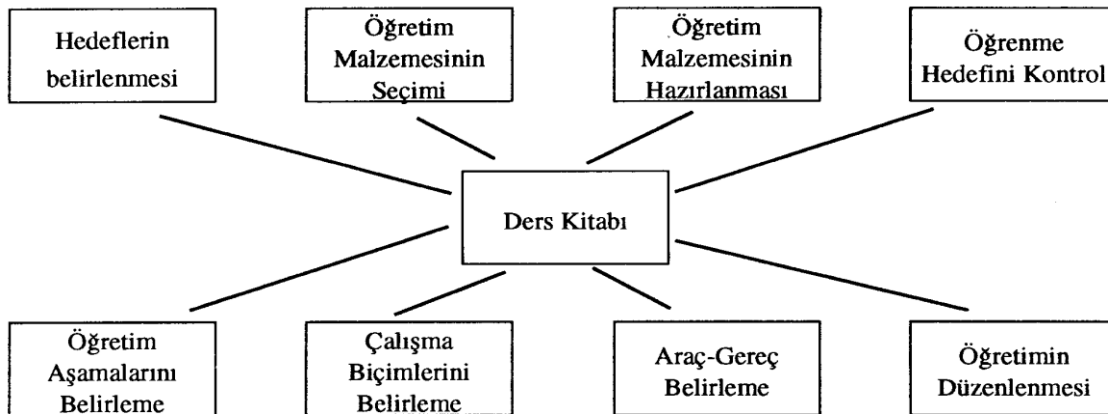 Hedeflerin
belirlenmesi
Öğretim
Malzemesinin
Seçimi
Öğretim
Malzemesinin
Hazırlanması
Öğrenme
Hedefini Kontrol
Ders Kitabı
Öğretim
Aşamalarını
Belirleme
Çalışma
Biçimlerini
Belirleme
Araç-Gereç
Belirleme
Öğretimin
Düzenlenmesi